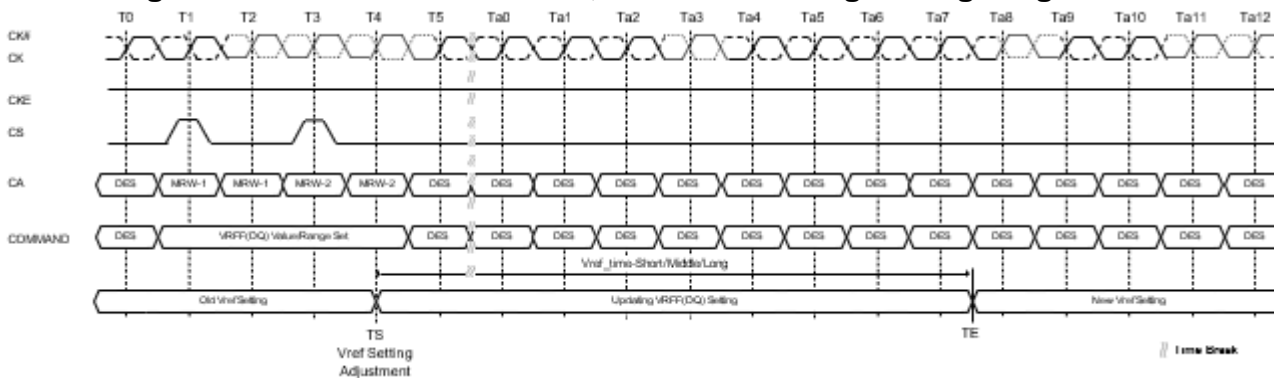 T0 T1 T2 T3 T4 T5 Ta0 Ta1 Ta2 Ta3 Ta4 Ta5 Ta6 Ta7 Ta8 Ta9 Ta10 Ta11 Ta12
CK#
CK
CKE
CS
CA DES MRW-1 MRW-1 MRW-2 MRW-2 DES DES DES DES DES DES DES DES DES DES DES DES DES DES
COMMAND DES VRFF(DQ) Value/Range Set DES DES DES DES DES DES DES DES DES DES DES DES DES DES
Vref_time-Short/Middle/Long
Old Vref Setting Updating VRFF(DQ) Setting New Vref Setting
TS TE
Vref Setting Time Break
Adjustment